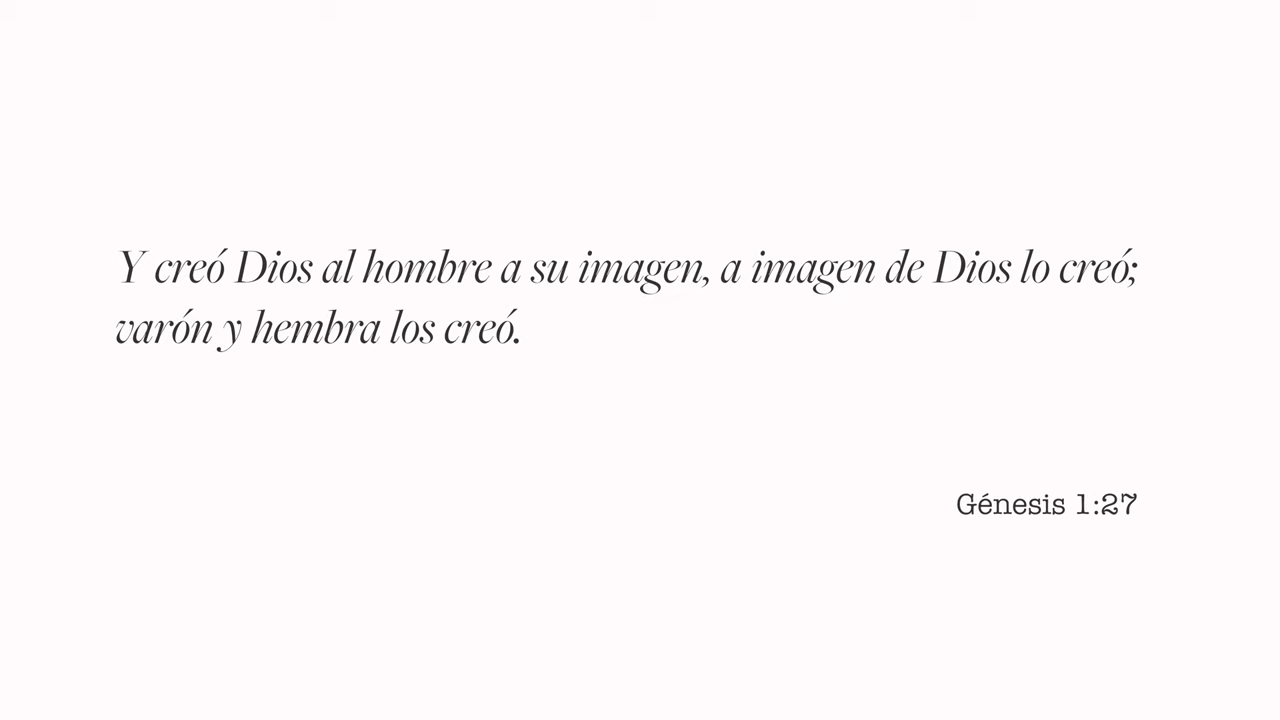 Y creó Dios al hombre a su imagen, a imagen de Dios lo creó;
varón y hembra los creó.
Génesis 1:27